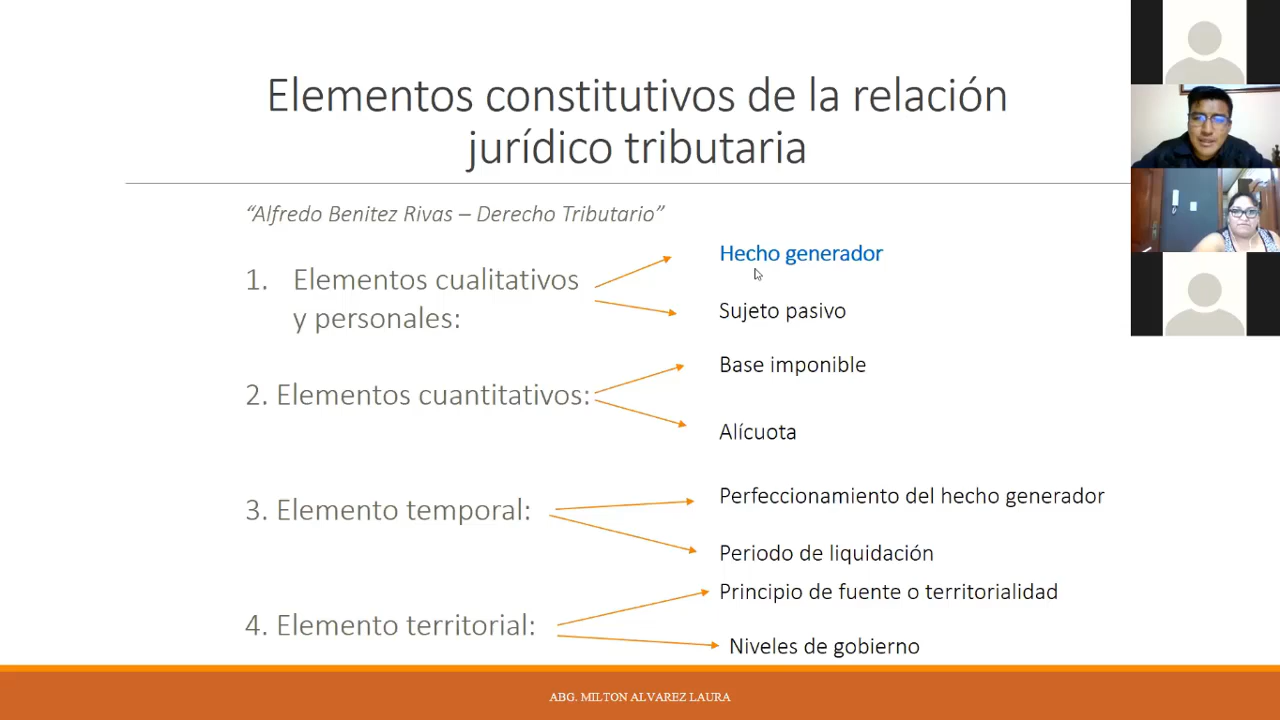 Elementos constitutivos de la relación
jurídico tributaria
“Alfredo Benitez Rivas – Derecho Tributario”
1. Elementos cualitativos
y personales:
Hecho generador
Sujeto pasivo
2. Elementos cuantitativos:
Base imponible
Alícuota
3. Elemento temporal:
Perfeccionamiento del hecho generador
Periodo de liquidación
4. Elemento territorial:
Principio de fuente o territorialidad
Niveles de gobierno
ABG. MILTON ALVAREZ LAURA